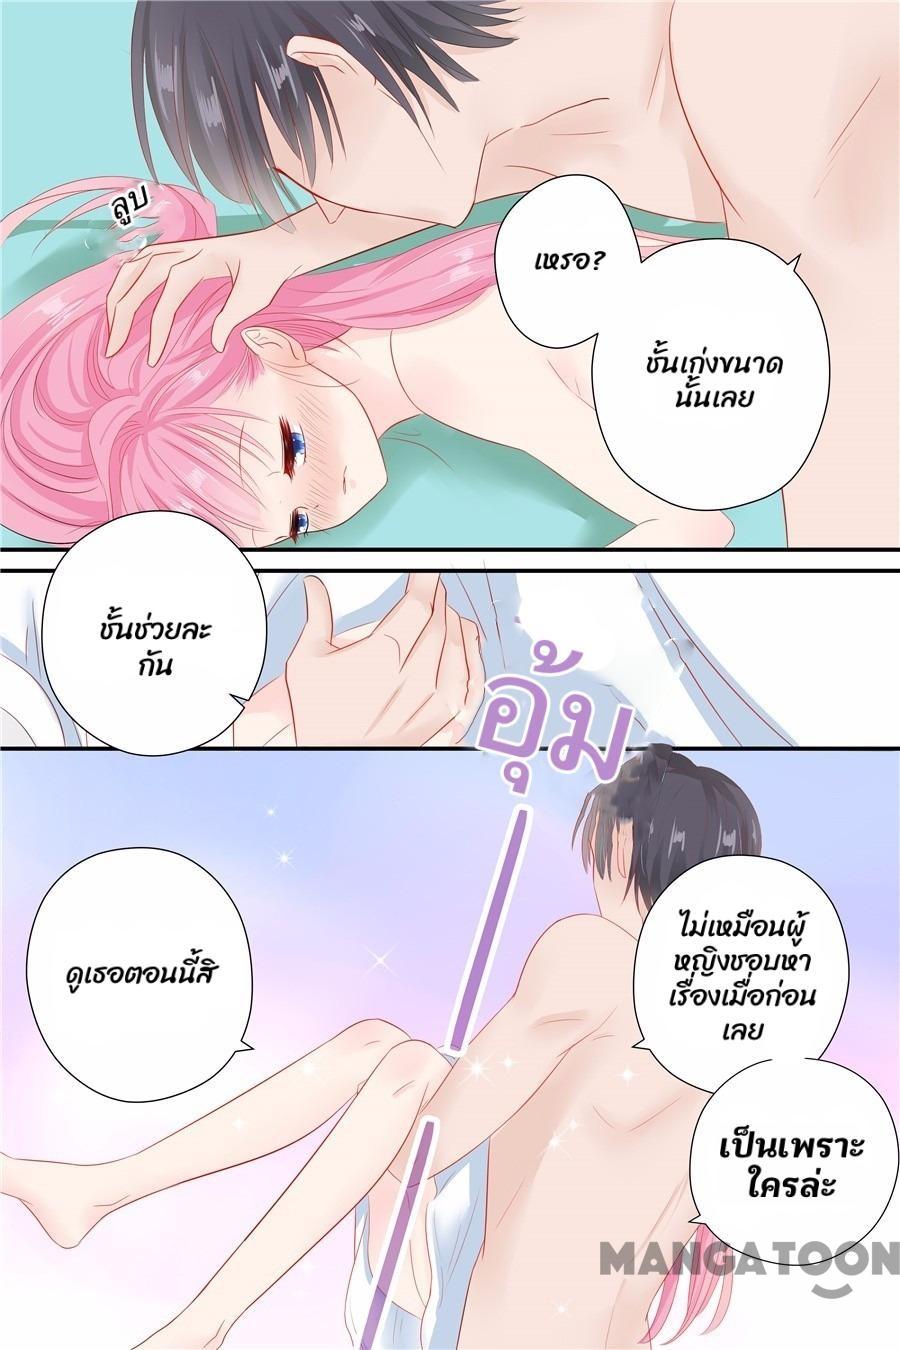 ลูบ
เหรอ?
ชั้นเก่งขนาด
นั้นเลย
ชั้นช่วยละ
กัน
อุ้ม
ดูเธอตอนนี้สิ
ไม่เหมือนผู้
หญิงชอบหา
เรื่องเมื่อก่อน
เลย
เป็นเพราะ
ใครล่ะ
MANGATOON